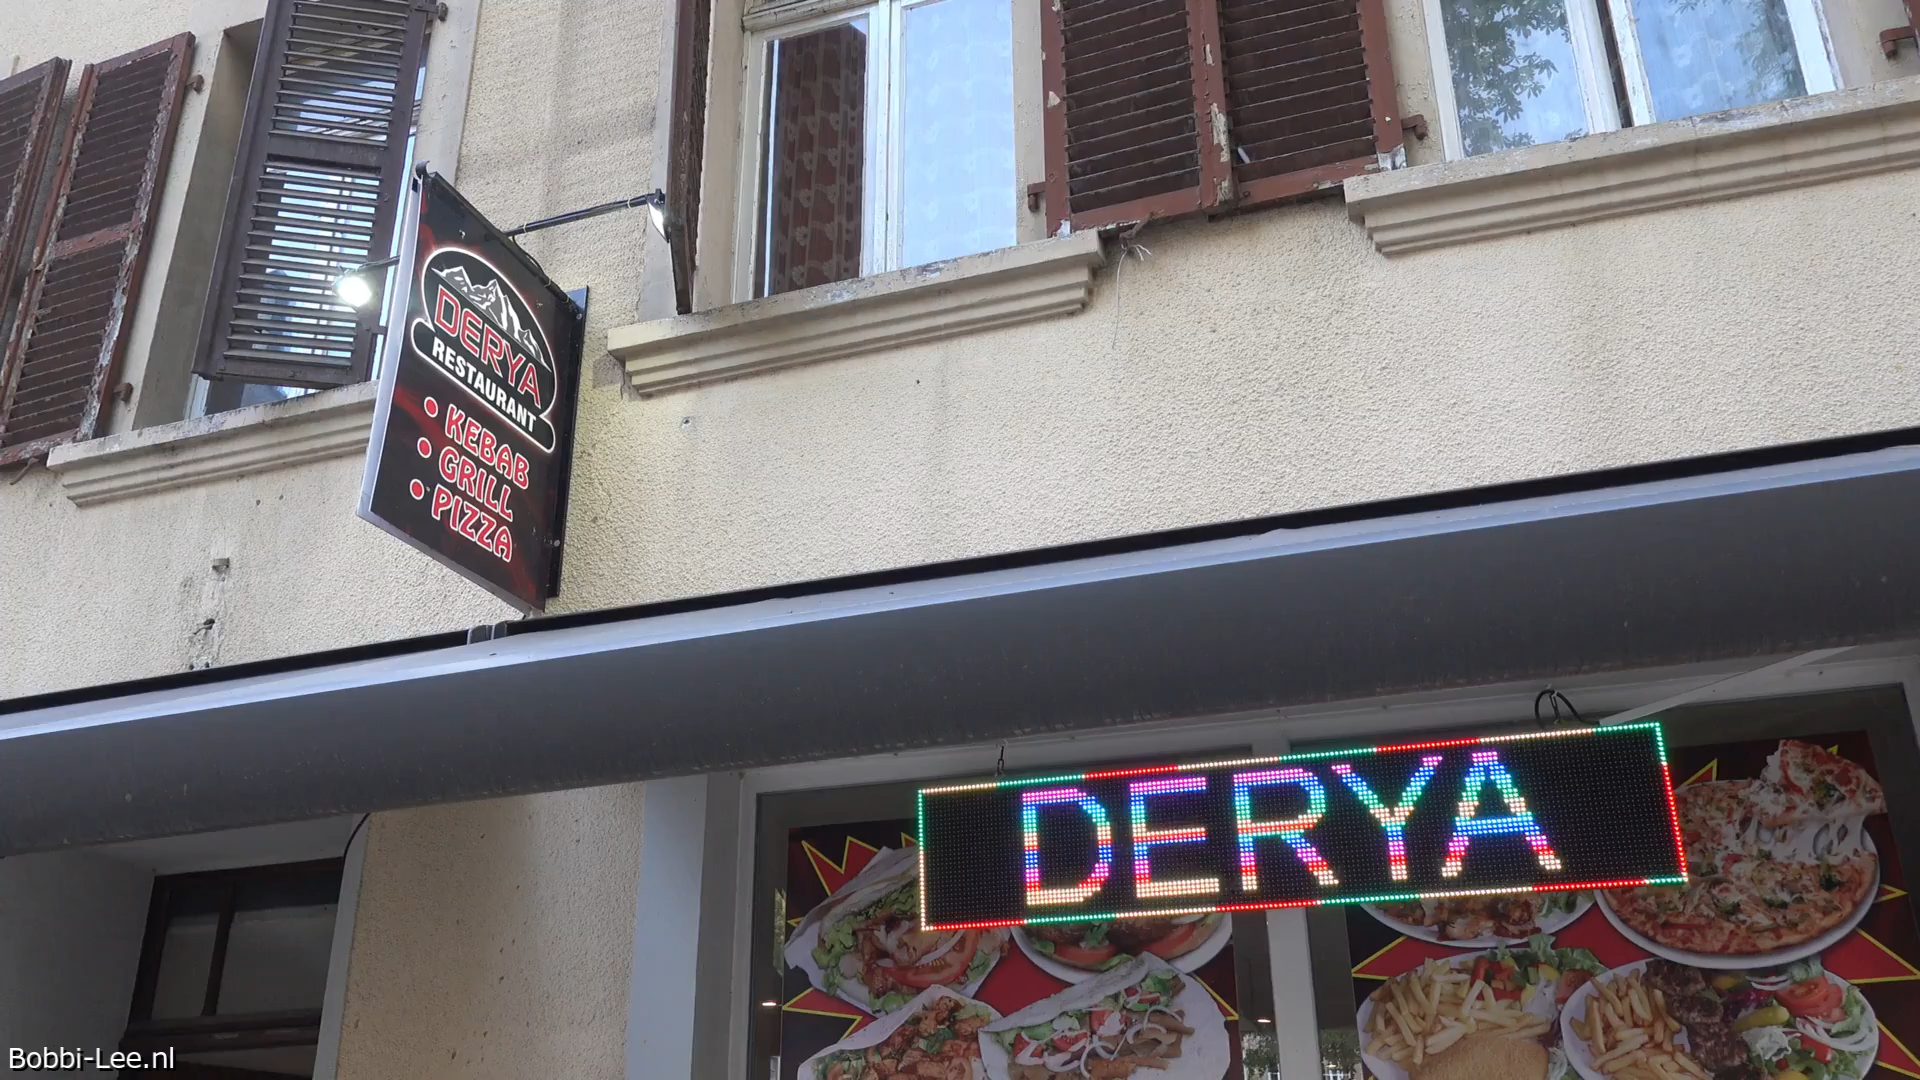 DERYA
RESTAURANT
• KEBAB
• GRILL
• PIZZA
DERYA
Bobbi-Lee.nl